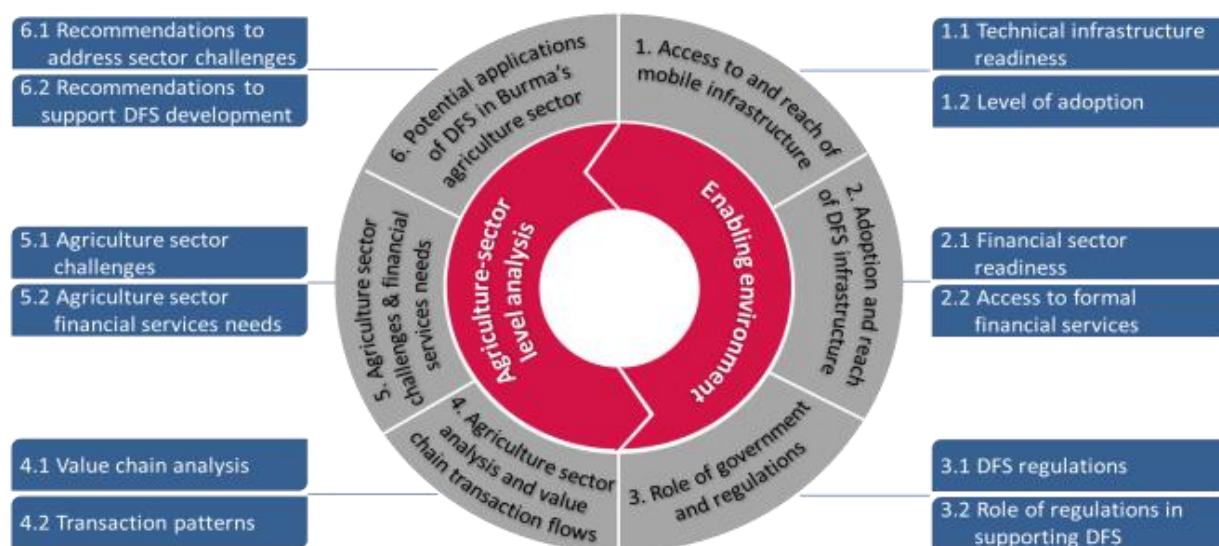 6.1 Recommendations to
address sector challenges
6.2 Recommendations to
support DFS development
5.1 Agriculture sector
challenges
5.2 Agriculture sector
financial services needs
4.1 Value chain analysis
4.2 Transaction patterns
6. Potential applications
of DFS in Burma's
agriculture sector
1. Access to and reach of
mobile infrastructure
5. Agriculture sector
challenges & financial
services needs
Agriculture-sector
level analysis
Enabling environment
2. Adoption and reach
of DFS infrastructure
4. Agriculture sector
analysis and value
chain transaction flows
3. Role of government
and regulations
1.1 Technical infrastructure
readiness
1.2 Level of adoption
2.1 Financial sector
readiness
2.2 Access to formal
financial services
3.1 DFS regulations
3.2 Role of regulations in
supporting DFS